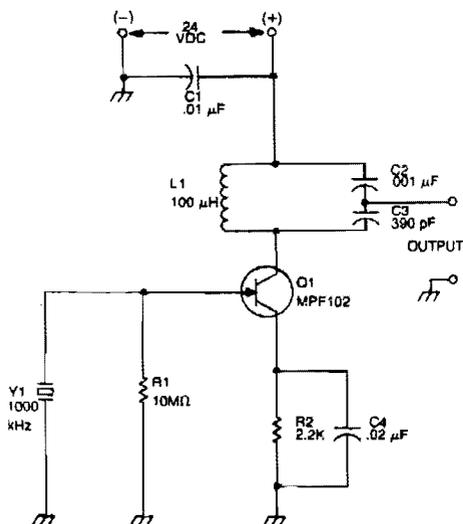 (-)
24
VDC
(+)
C1
.01 µF
L1
100 µH
C2
.001 µF
C3
390 pF
OUTPUT
Q1
MPF102
Y1
1000
kHz
R1
10MΩ
R2
2.2K
C4
.02 µF